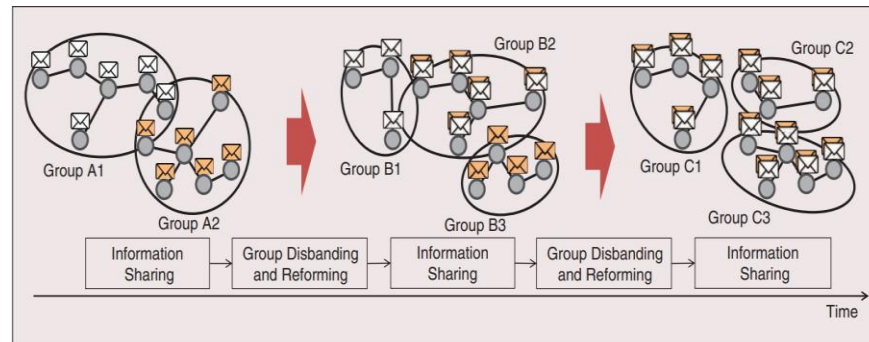 Group B2
Group C2
Group A1
Group B1
Group C1
Group A2
Group B3
Group C3
Information
Sharing
Group Disbanding
and Reforming
Information
Sharing
Group Disbanding
and Reforming
Information
Sharing
Time